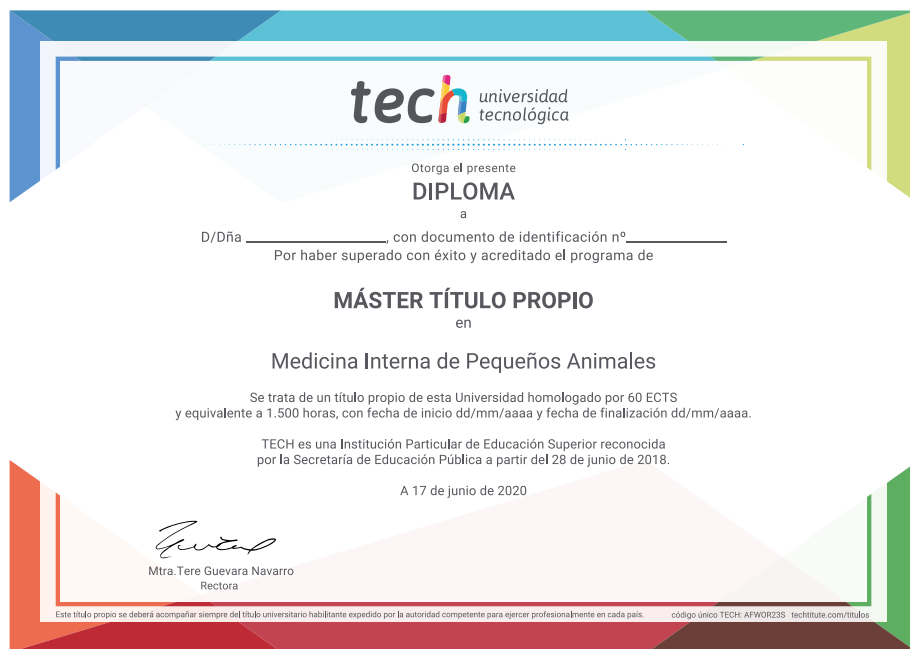 tech universidad
tecnológica
Otorga el presente
DIPLOMA
a
D/Dña ______________, con documento de identificación nº__________
Por haber superado con éxito y acreditado el programa de
MÁSTER TÍTULO PROPIO
en
Medicina Interna de Pequeños Animales
Se trata de un título propio de esta Universidad homologado por 60 ECTS
y equivalente a 1.500 horas, con fecha de inicio dd/mm/aaaa y fecha de finalización dd/mm/aaaa.
TECH es una Institución Particular de Educación Superior reconocida
por la Secretaría de Educación Pública a partir del 28 de junio de 2018.
A 17 de junio de 2020
Mtra.Tere Guevara Navarro
Rectora
Este título propio se deberá acompañar siempre del título universitario habilitante expedido por la autoridad competente para ejercer profesionalmente en cada país. código único TECH: AFWOR23S techtitute.com/titulos